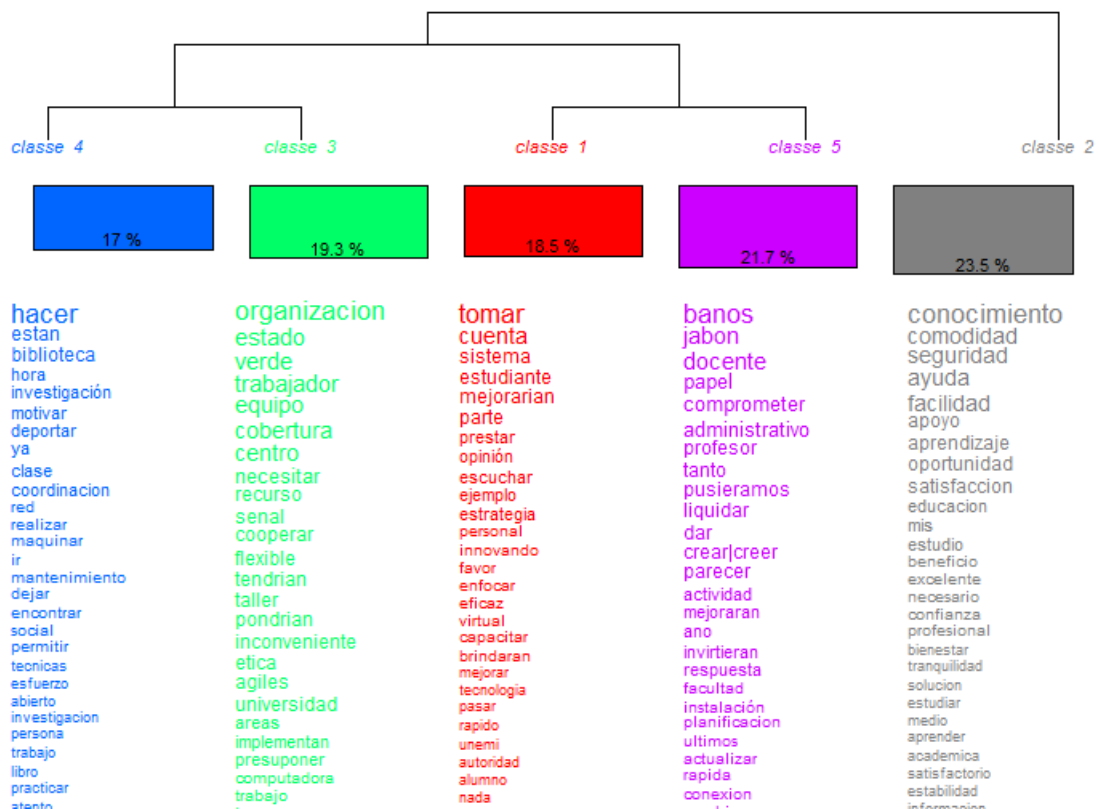 classe 4
classe 3
classe 1
classe 5
classe 2
17 %
19.3 %
18.5 %
21.7 %
23.5 %
hacer
estan
biblioteca
hora
investigación
motivar
deportar
ya
clase
coordinacion
red
realizar
maquinar
ir
mantenimiento
dejar
encontrar
social
permitir
tecnicas
esfuerzo
abierto
investigacion
persona
trabajo
libro
practicar
atento
organizacion
estado
verde
trabajador
equipo
cobertura
centro
necesitar
recurso
senal
cooperar
flexible
tendrian
taller
pondrian
inconveniente
etica
agiles
universidad
areas
implementan
presuponer
computadora
trabajo
tomar
cuenta
sistema
estudiante
mejorarian
parte
prestar
opinión
escuchar
ejemplo
estrategia
personal
innovando
favor
enfocar
eficaz
virtual
capacitar
brindaran
mejorar
tecnologia
pasar
rapido
unemi
autoridad
alumno
nada
banos
jabon
docente
papel
comprometer
administrativo
profesor
tanto
pusieramos
liquidar
dar
crear|creer
parecer
actividad
mejoraran
ano
invirtieran
respuesta
facultad
instalación
planificacion
ultimos
actualizar
rapida
conexion
conocimiento
comodidad
seguridad
ayuda
facilidad
apoyo
aprendizaje
oportunidad
satisfaccion
educacion
mis
estudio
beneficio
excelente
necesario
confianza
profesional
bienestar
tranquilidad
solucion
estudiar
medio
aprender
academica
satisfactorio
estabilidad
informacion